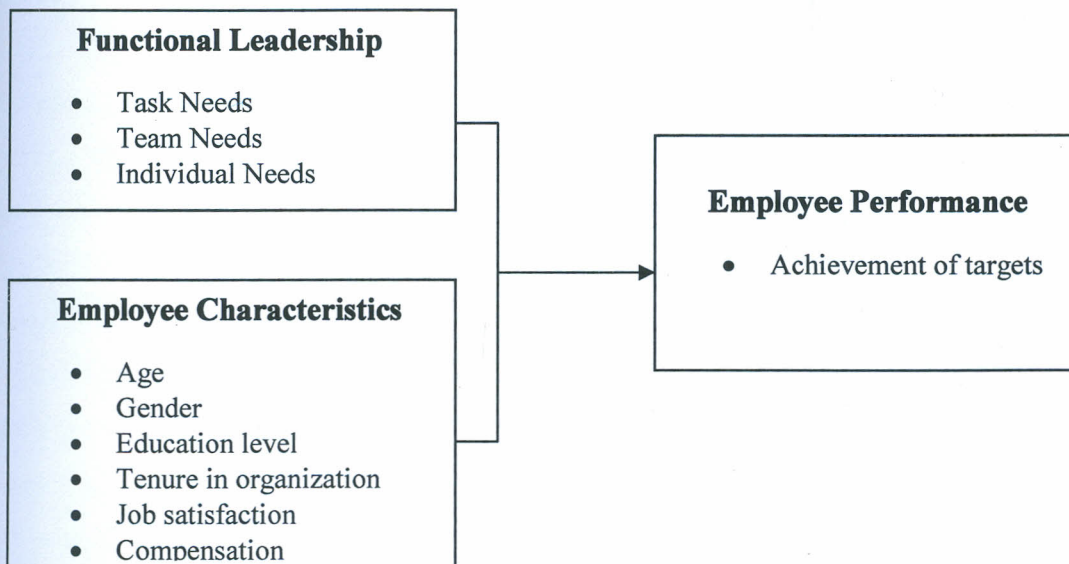 Functional Leadership
• Task Needs
• Team Needs
• Individual Needs
Employee Characteristics
• Age
• Gender
• Education level
• Tenure in organization
• Job satisfaction
• Compensation
Employee Performance
• Achievement of targets